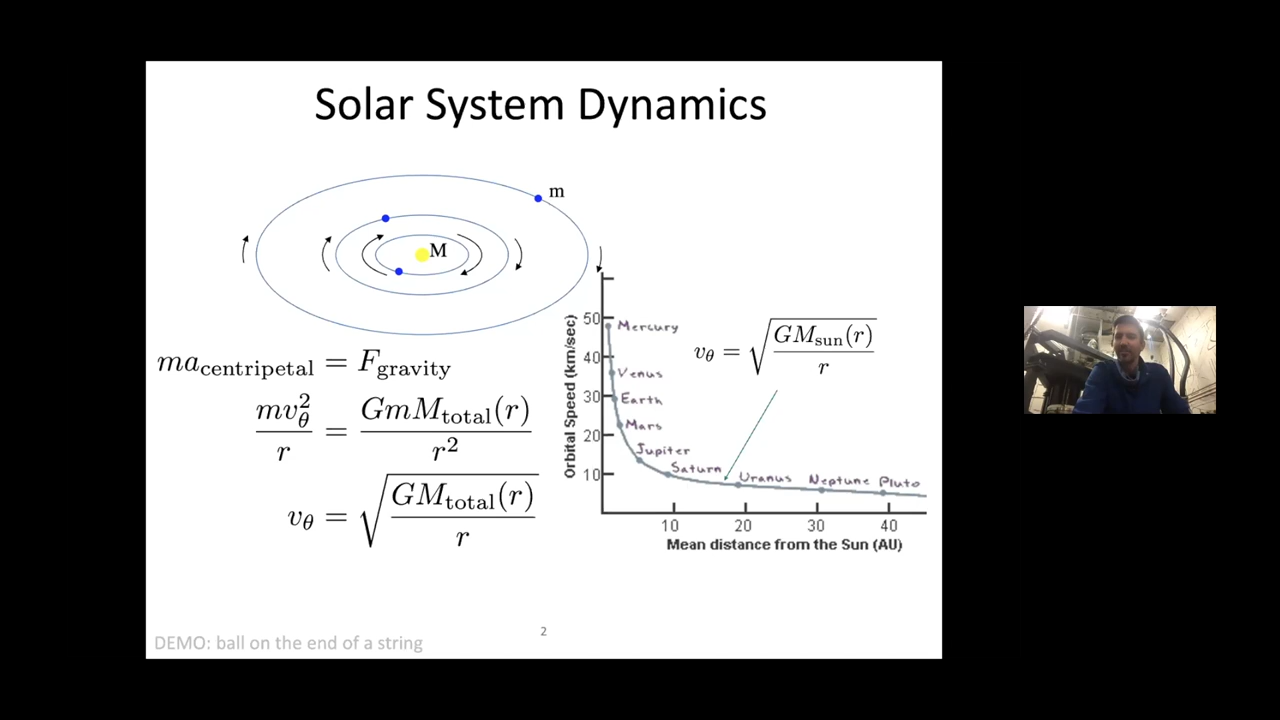 Solar System Dynamics
m
M
ma_centripetal = F_gravity
mv_θ^2 / r = GmM_total(r) / r^2
v_θ = √(GM_total(r) / r)
v_θ = √(GM_sun(r) / r)
Orbital Speed (km/sec)
50
40
30
20
10
Mercury
Venus
Earth
Mars
Jupiter
Saturn
Uranus
Neptune
Pluto
10 20 30 40
Mean distance from the Sun (AU)
DEMO: ball on the end of a string
2